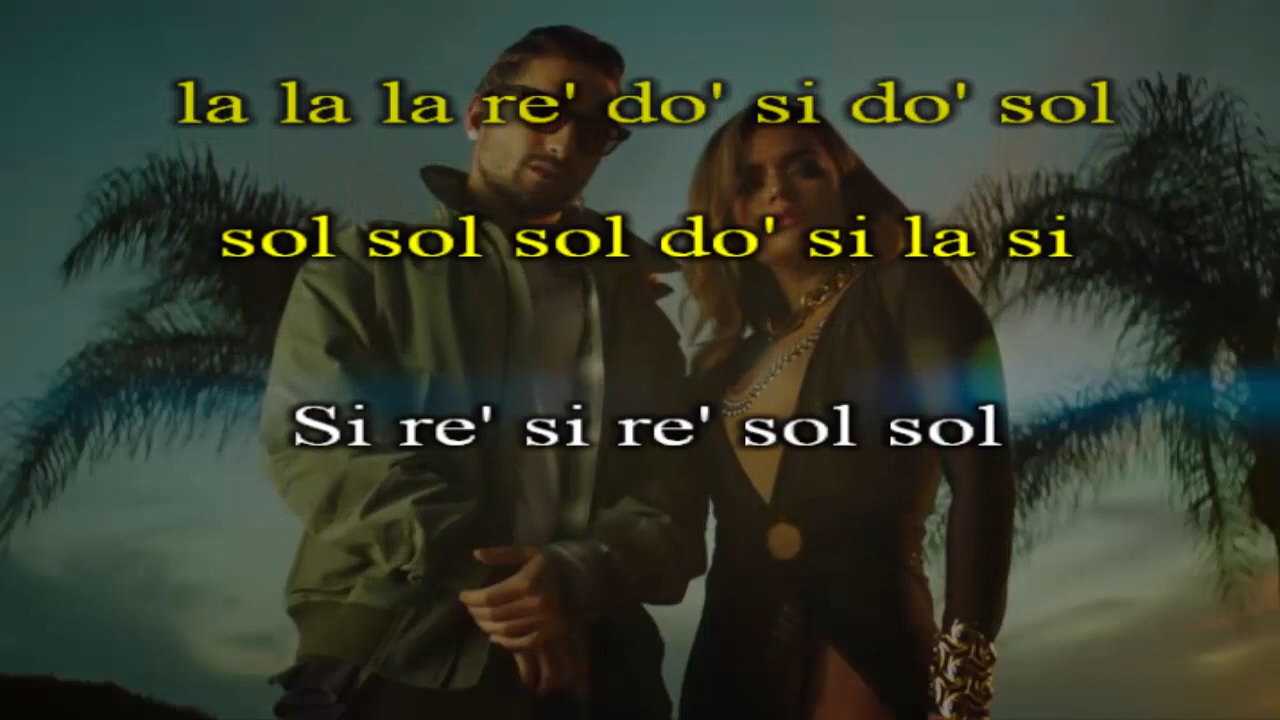 la la la re' do' si do' sol
sol sol sol do' si la si
Si re' si re' sol sol